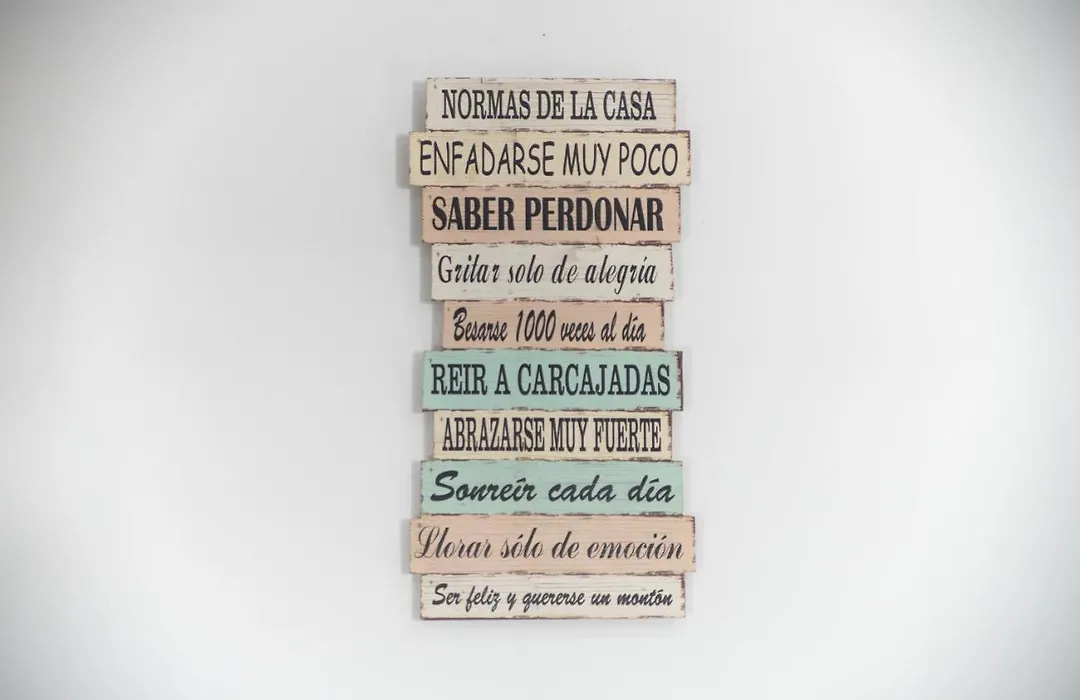 NORMAS DE LA CASA
ENFADARSE MUY POCO
SABER PERDONAR
Gritar solo de alegría
Besarse 1000 veces al día
REIR A CARCAJADAS
ABRAZARSE MUY FUERTE
Sonreír cada día
Llorar sólo de emoción
Ser feliz y quererse un montón